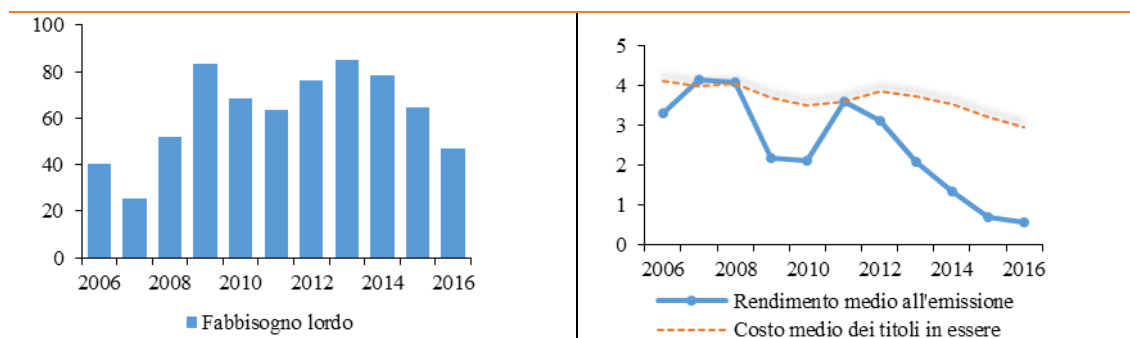 100
80
60
40
20
0
2006 2008 2010 2012 2014 2016
Fabbisogno lordo
5
4
3
2
1
0
2006 2008 2010 2012 2014 2016
Rendimento medio all'emissione
Costo medio dei titoli in essere